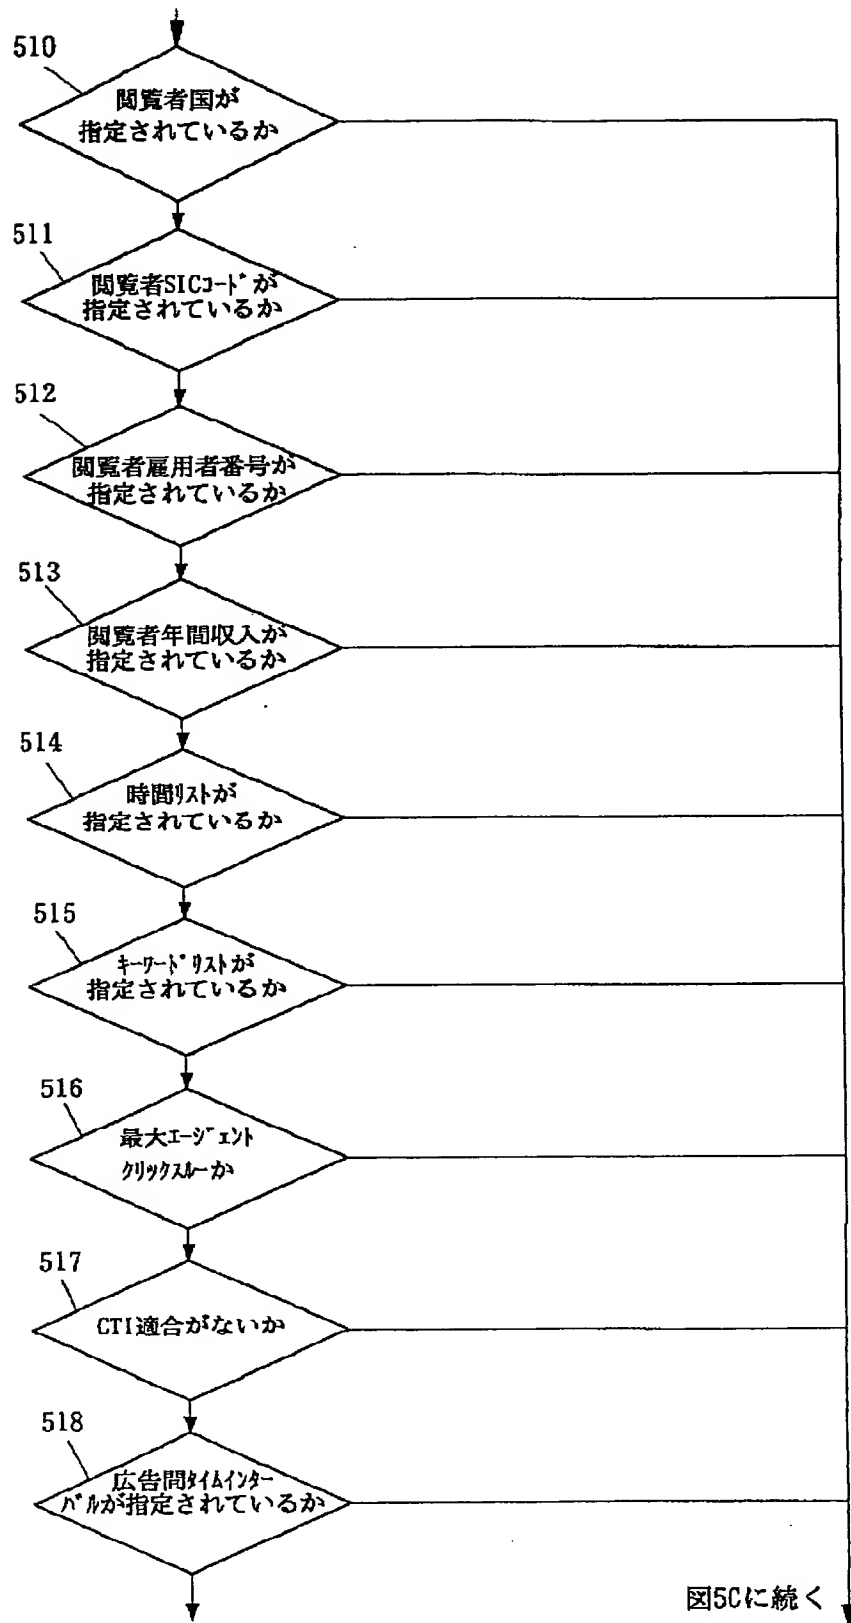 510
閲覧者国が
指定されているか
511
閲覧者SICｺｰﾄﾞが
指定されているか
512
閲覧者雇用者番号が
指定されているか
513
閲覧者年間収入が
指定されているか
514
時間ﾘｽﾄが
指定されているか
515
ｷｰﾜｰﾄﾞﾘｽﾄが
指定されているか
516
最大ｴｰｼﾞｪﾝﾄ
ｸﾘｯｸｽﾙｰか
517
CTI適合がないか
518
広告間ﾀｲﾑｲﾝﾀｰ
ﾊﾞﾙが指定されているか
図5Cに続く